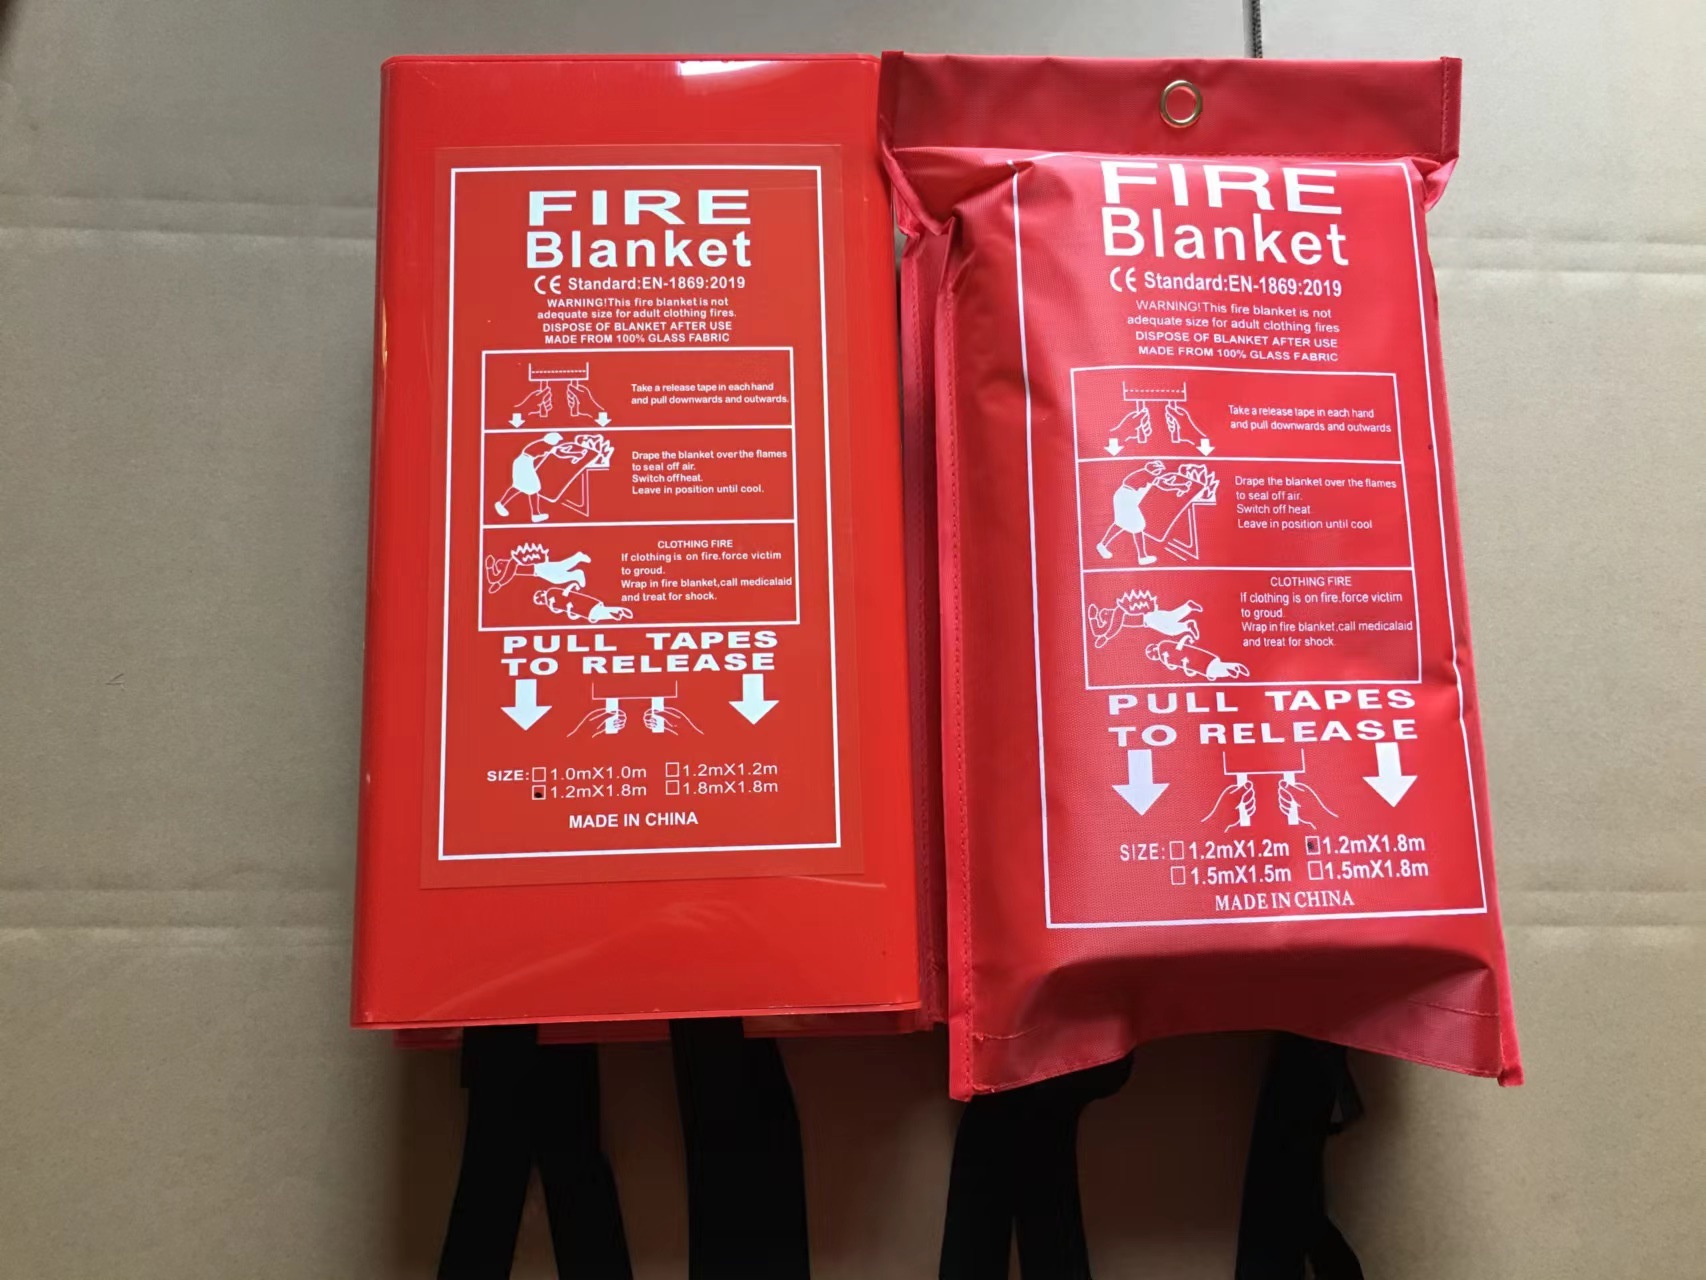 FIRE
Blanket
CE Standard:EN-1869:2019
WARNING!This fire blanket is not
adequate size for adult clothing fires.
DISPOSE OF BLANKET AFTER USE
MADE FROM 100% GLASS FABRIC
Take a release tape in each hand
and pull downwards and outwards.
Drape the blanket over the flames
to seal off air.
Switch off heat.
Leave in position until cool.
CLOTHING FIRE
If clothing is on fire.force victim
to groud.
Wrap in fire blanket,call medicalaid
and treat for shock.
PULL TAPES
TO RELEASE
SIZE: 1.0mX1.0m 1.2mX1.2m
1.2mX1.8m 1.8mX1.8m
MADE IN CHINA
FIRE
Blanket
CE Standard:EN-1869:2019
WARNING!This fire blanket is not
adequate size for adult clothing fires
DISPOSE OF BLANKET AFTER USE
MADE FROM 100% GLASS FABRIC
Take a release tape in each hand
and pull downwards and outwards
Drape the blanket over the flames
to seal off air.
Switch off heat
Leave in position until cool
CLOTHING FIRE
If clothing is on fire,force victim
to groud.
Wrap in fire blanket,call medicalaid
and treat for shock.
PULL TAPES
TO RELEASE
SIZE: 1.2mX1.2m 1.2mX1.8m
1.5mX1.5m 1.5mX1.8m
MADE IN CHINA